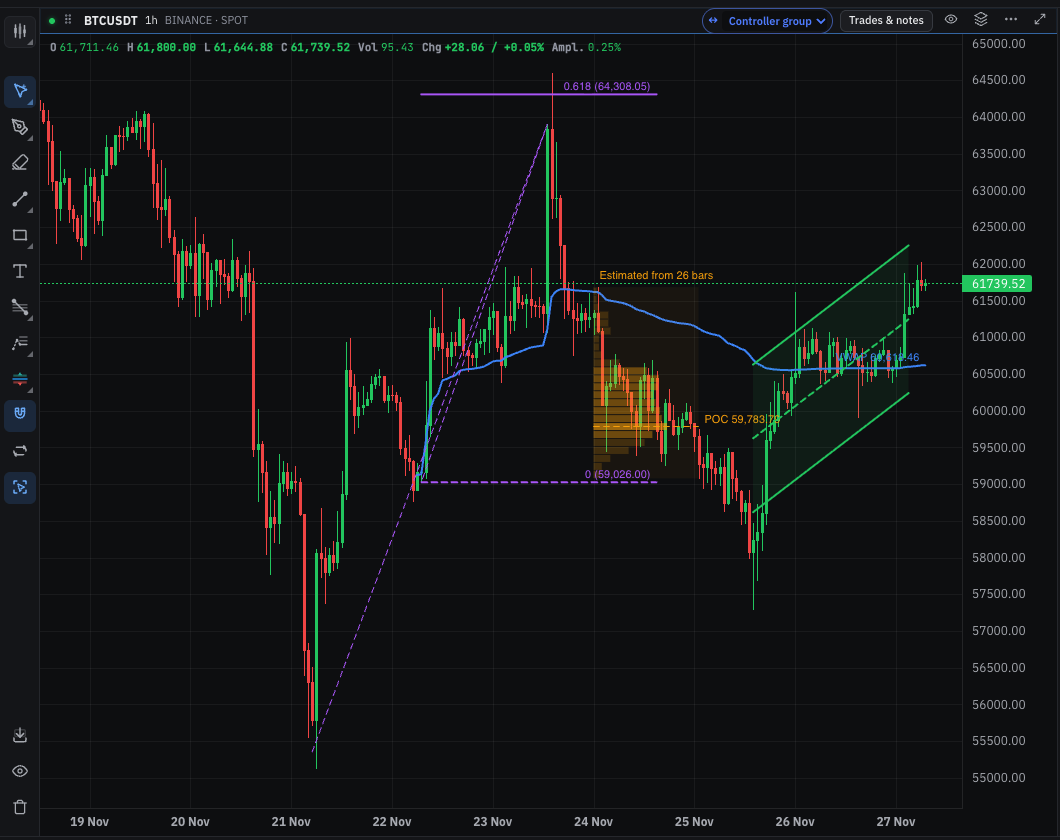 BTCUSDT 1h BINANCE · SPOT
Controller group
Trades & notes
O 61,711.46 H 61,800.00 L 61,644.88 C 61,739.52 Vol 95.43 Chg +28.06 / +0.05% Ampl. 0.25%
65000.00
64500.00
64000.00
63500.00
63000.00
62500.00
62000.00
61739.52
61500.00
61000.00
60500.00
60000.00
59500.00
59000.00
58500.00
58000.00
57500.00
57000.00
56500.00
56000.00
55500.00
55000.00
0.618 (64,308.05)
Estimated from 26 bars
POC 59,783.
0 (59,026.00)
19 Nov
20 Nov
21 Nov
22 Nov
23 Nov
24 Nov
25 Nov
26 Nov
27 Nov